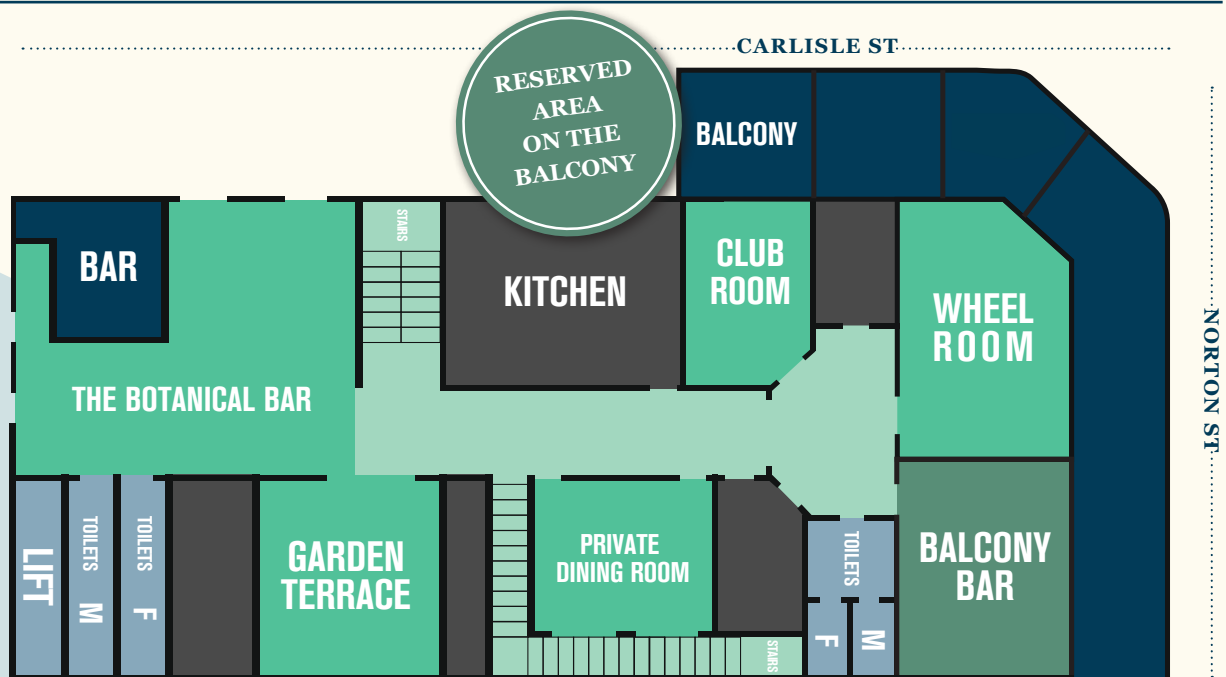 CARLISLE ST
RESERVED
AREA
ON THE
BALCONY
BALCONY
NORTON ST
BAR
STAIRS
KITCHEN
CLUB
ROOM
WHEEL
ROOM
THE BOTANICAL BAR
LIFT
TOILETS M
TOILETS F
GARDEN
TERRACE
PRIVATE
DINING ROOM
STAIRS
TOILETS
F
M
BALCONY
BAR